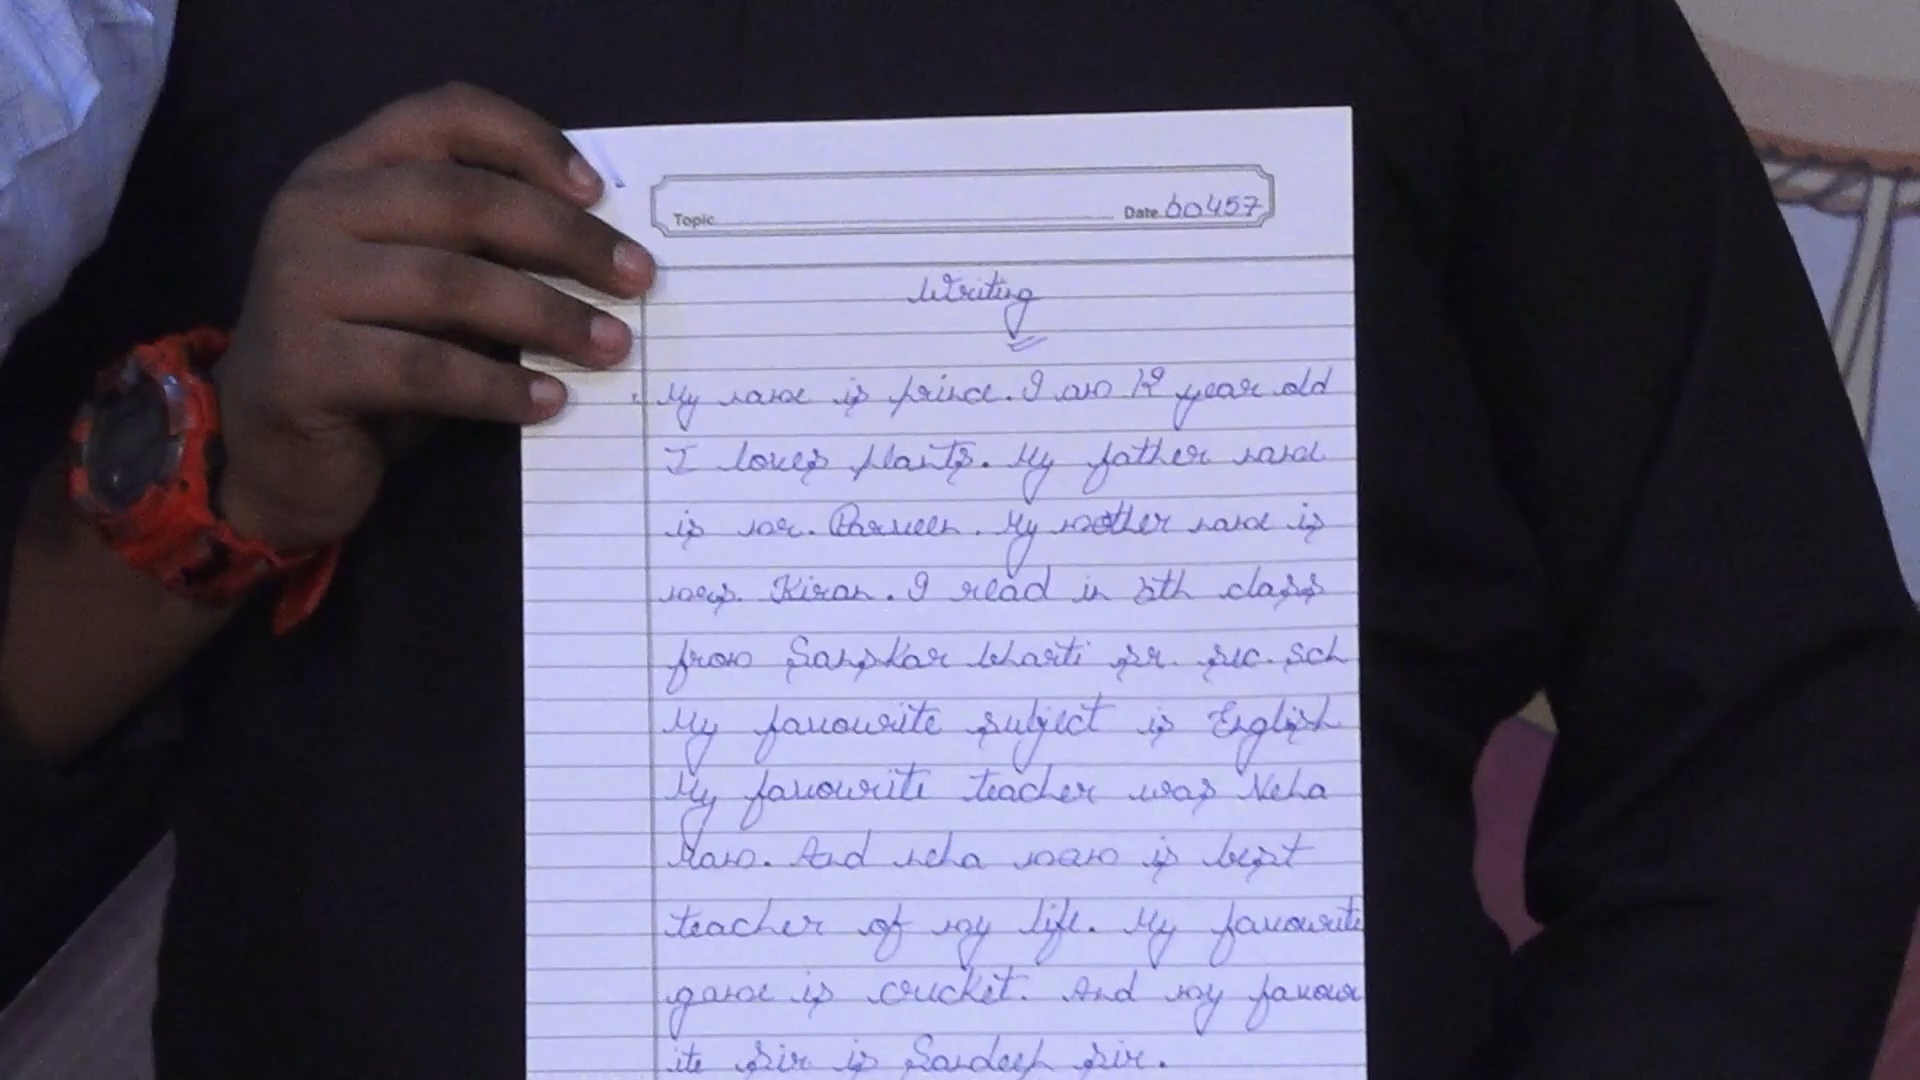 Topic
Date 60457
Writing
My name is prince. I am 12 year old
I loves plants. My father name
is mr. Parveen. My mother name is
mrs. Kiran. I read in 5th class
from Sanskar bharti sr. sec. sch
My favourite subject is English
My favourite teacher was Neha
Mam. And neha mam is best
teacher of my life. My favourite
game is cricket. And my favour
ite sir is Sandeep sir.